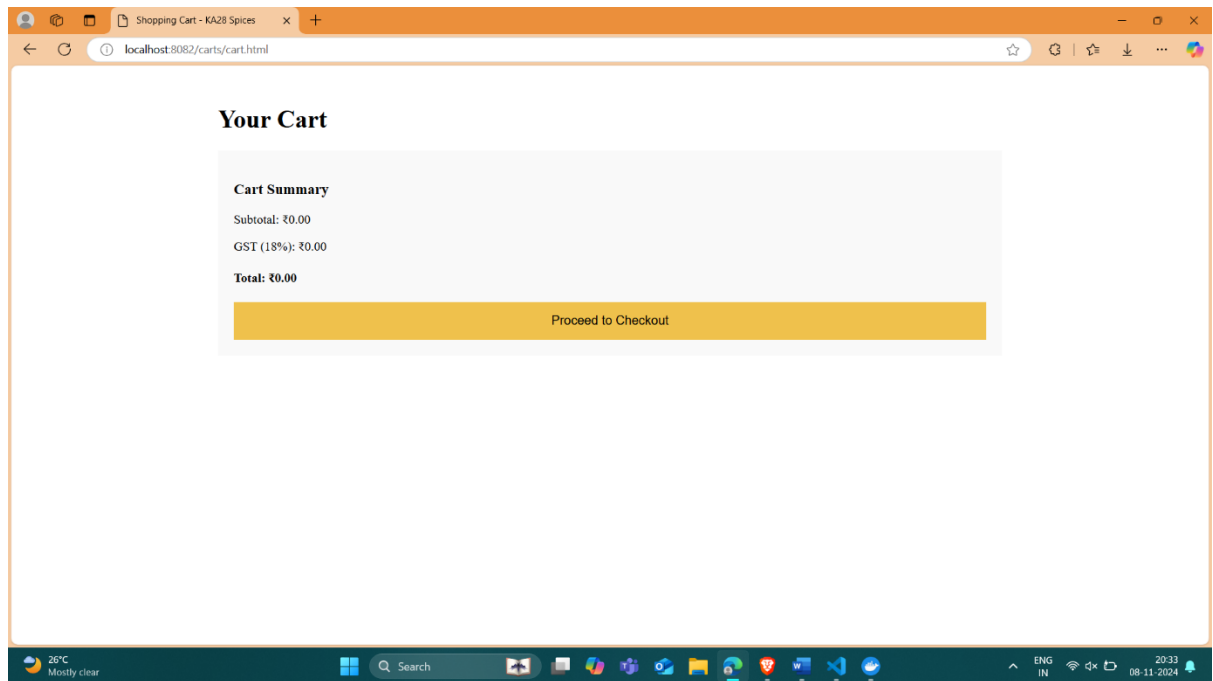 Shopping Cart - KA28 Spices
localhost:8082/carts/cart.html
Your Cart
Cart Summary
Subtotal: ₹0.00
GST (18%): ₹0.00
Total: ₹0.00
Proceed to Checkout
26°C
Mostly clear
Search
ENG
IN
20:33
08-11-2024